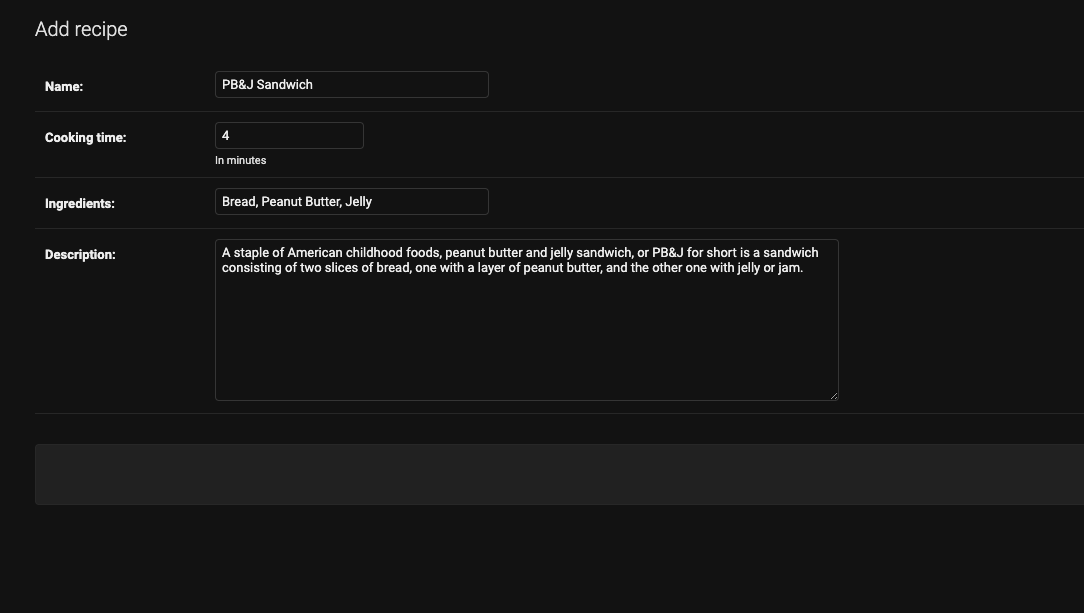 Add recipe
Name: PB&J Sandwich
Cooking time: 4
In minutes
Ingredients: Bread, Peanut Butter, Jelly
Description: A staple of American childhood foods, peanut butter and jelly sandwich, or PB&J for short is a sandwich
consisting of two slices of bread, one with a layer of peanut butter, and the other one with jelly or jam.